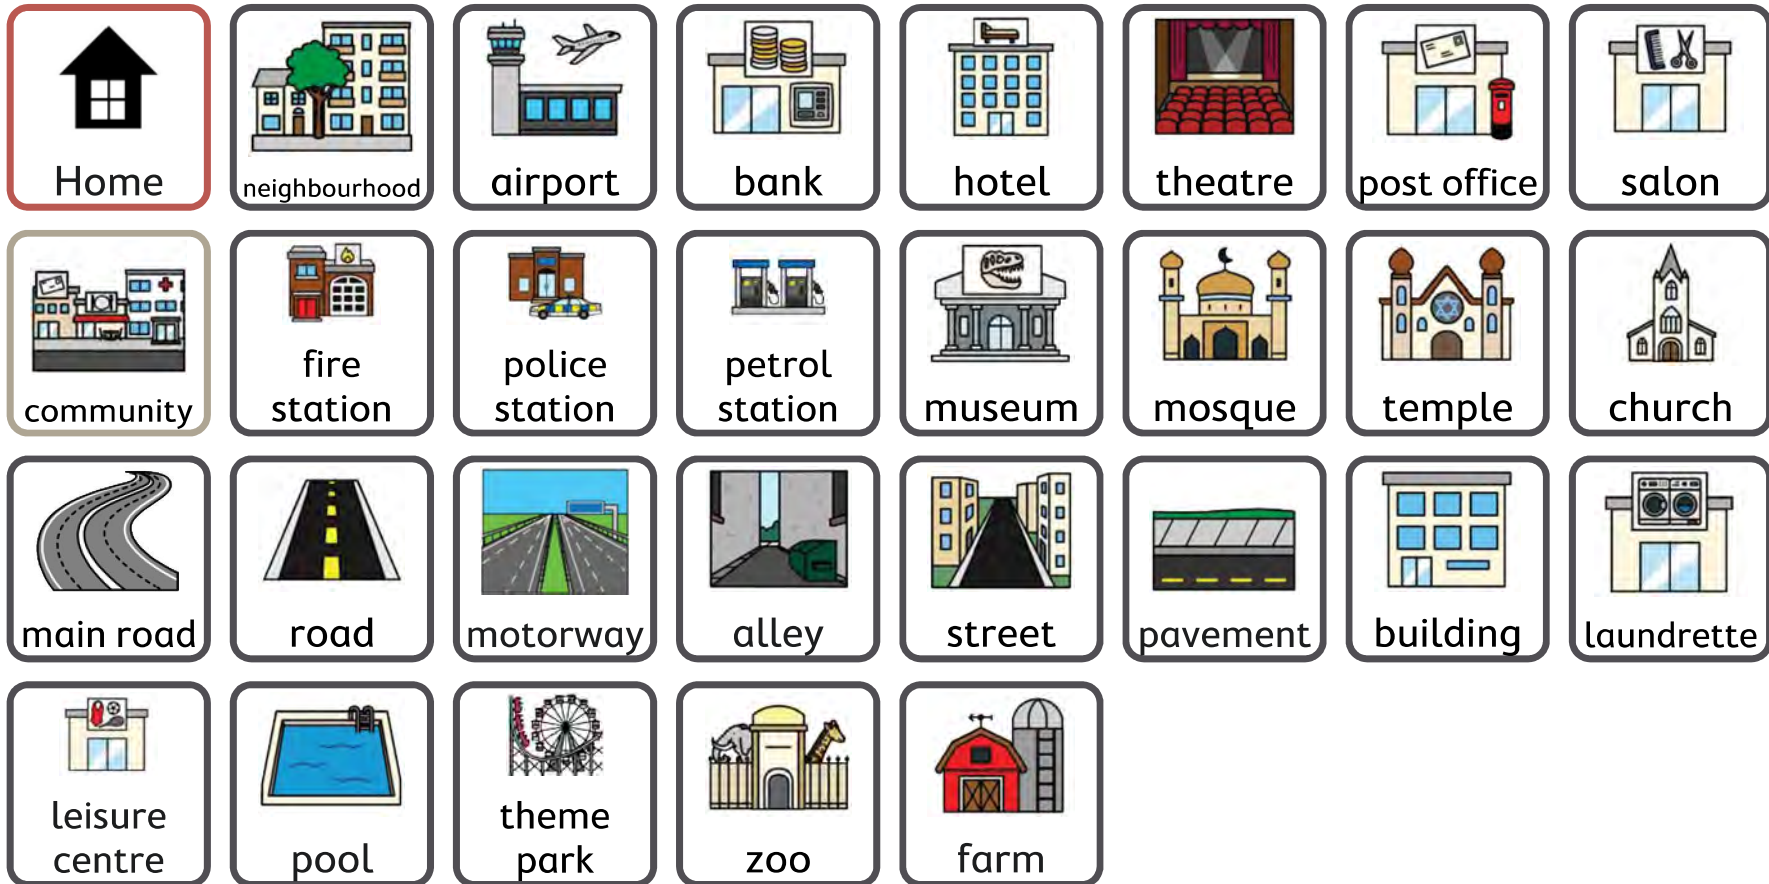 Home
neighbourhood
airport
bank
hotel
theatre
post office
salon
community
fire
station
police
station
petrol
station
museum
mosque
temple
church
main road
road
motorway
alley
street
pavement
building
laundrette
leisure
centre
pool
theme
park
zoo
farm